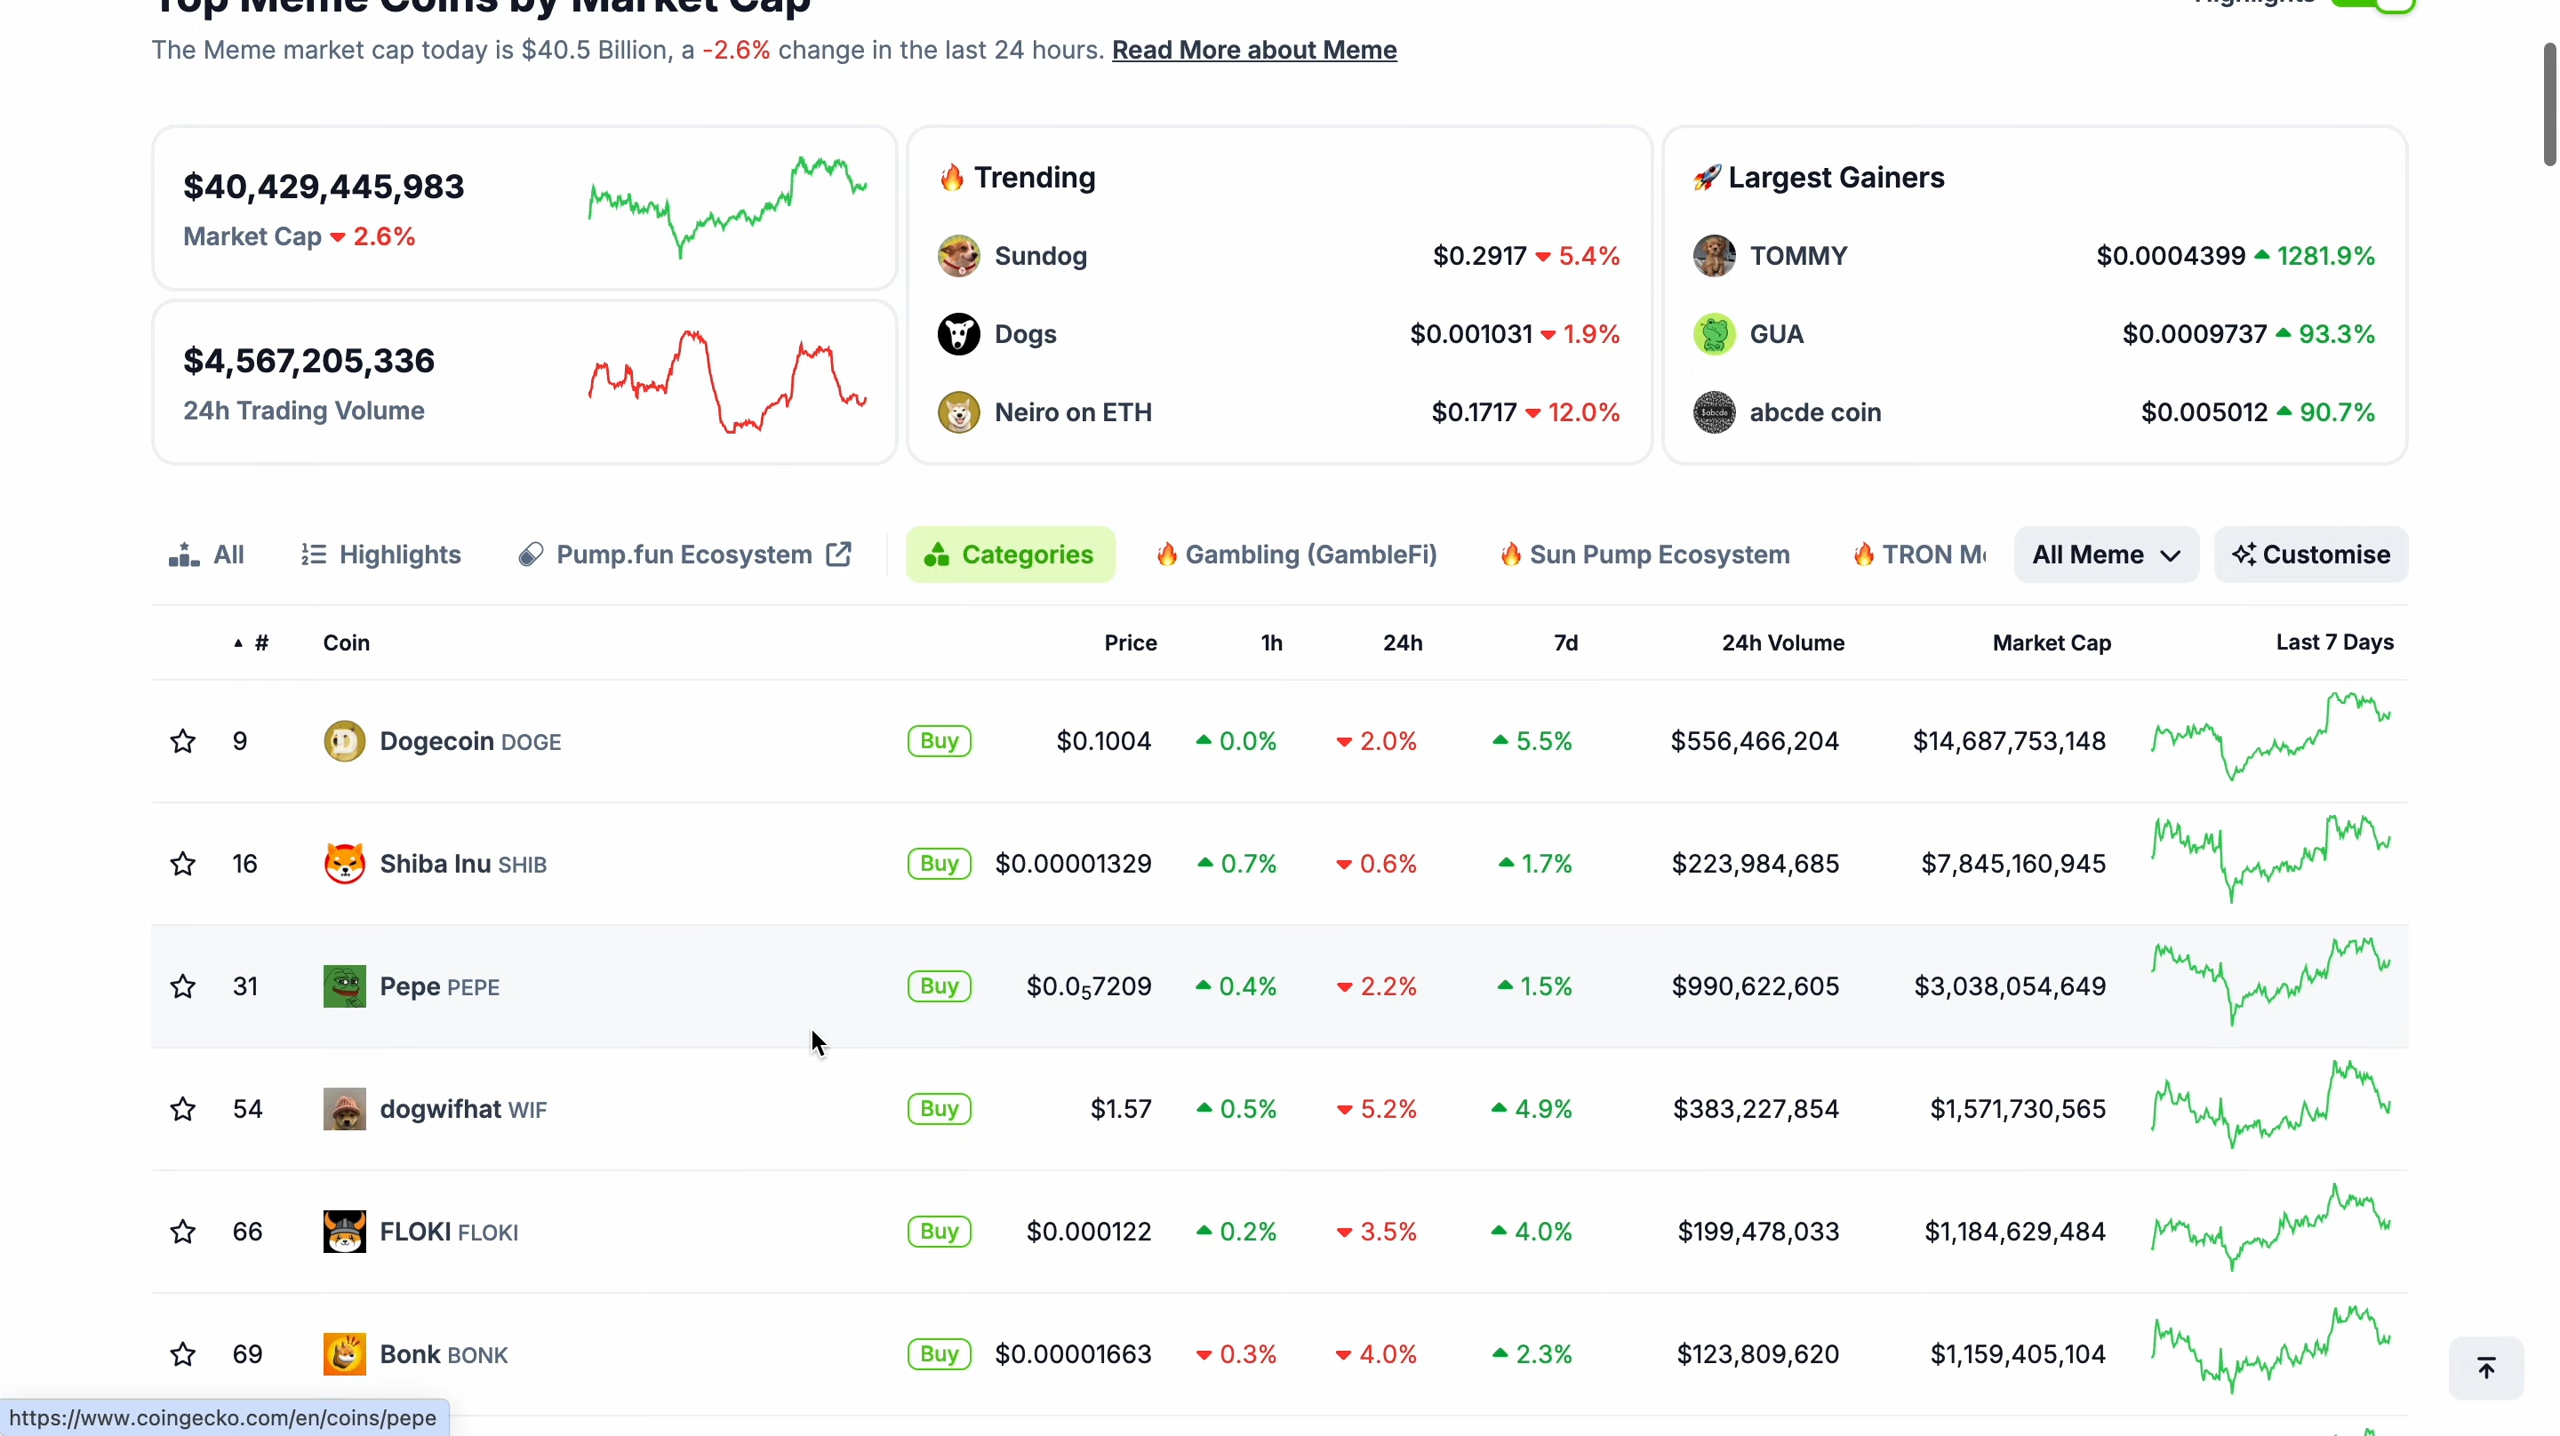 Top Meme Coins by Market Cap
Highlights
The Meme market cap today is $40.5 Billion, a -2.6% change in the last 24 hours. Read More about Meme
$40,429,445,983
Market Cap 2.6%
$4,567,205,336
24h Trading Volume
Trending
Sundog $0.2917 5.4%
Dogs $0.001031 1.9%
Neiro on ETH $0.1717 12.0%
Largest Gainers
TOMMY $0.0004399 1281.9%
GUA $0.0009737 93.3%
$abcde abcde coin $0.005012 90.7%
All Highlights Pump.fun Ecosystem Categories Gambling (GambleFi) Sun Pump Ecosystem TRON All Meme Customise
# Coin Price 1h 24h 7d 24h Volume Market Cap Last 7 Days
9 Dogecoin DOGE Buy $0.1004 0.0% 2.0% 5.5% $556,466,204 $14,687,753,148
16 Shiba Inu SHIB Buy $0.00001329 0.7% 0.6% 1.7% $223,984,685 $7,845,160,945
31 Pepe PEPE Buy $0.0₅7209 0.4% 2.2% 1.5% $990,622,605 $3,038,054,649
54 dogwifhat WIF Buy $1.57 0.5% 5.2% 4.9% $383,227,854 $1,571,730,565
66 FLOKI FLOKI Buy $0.000122 0.2% 3.5% 4.0% $199,478,033 $1,184,629,484
69 Bonk BONK Buy $0.00001663 0.3% 4.0% 2.3% $123,809,620 $1,159,405,104
https://www.coingecko.com/en/coins/pepe